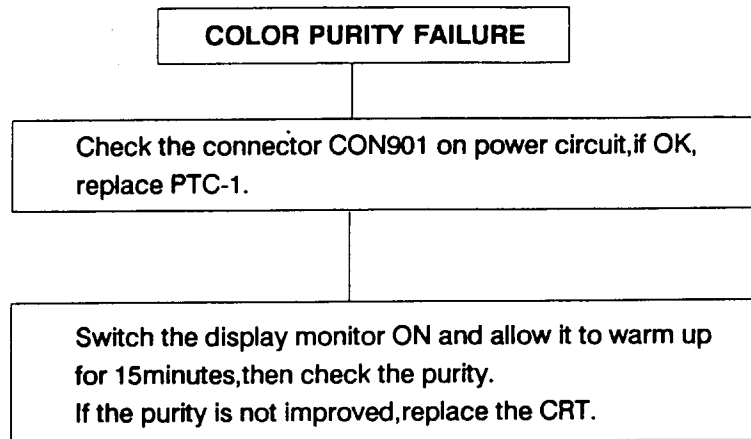 COLOR PURITY FAILURE
Check the connector CON901 on power circuit,if OK,
replace PTC-1.
Switch the display monitor ON and allow it to warm up
for 15minutes,then check the purity.
If the purity is not improved,replace the CRT.